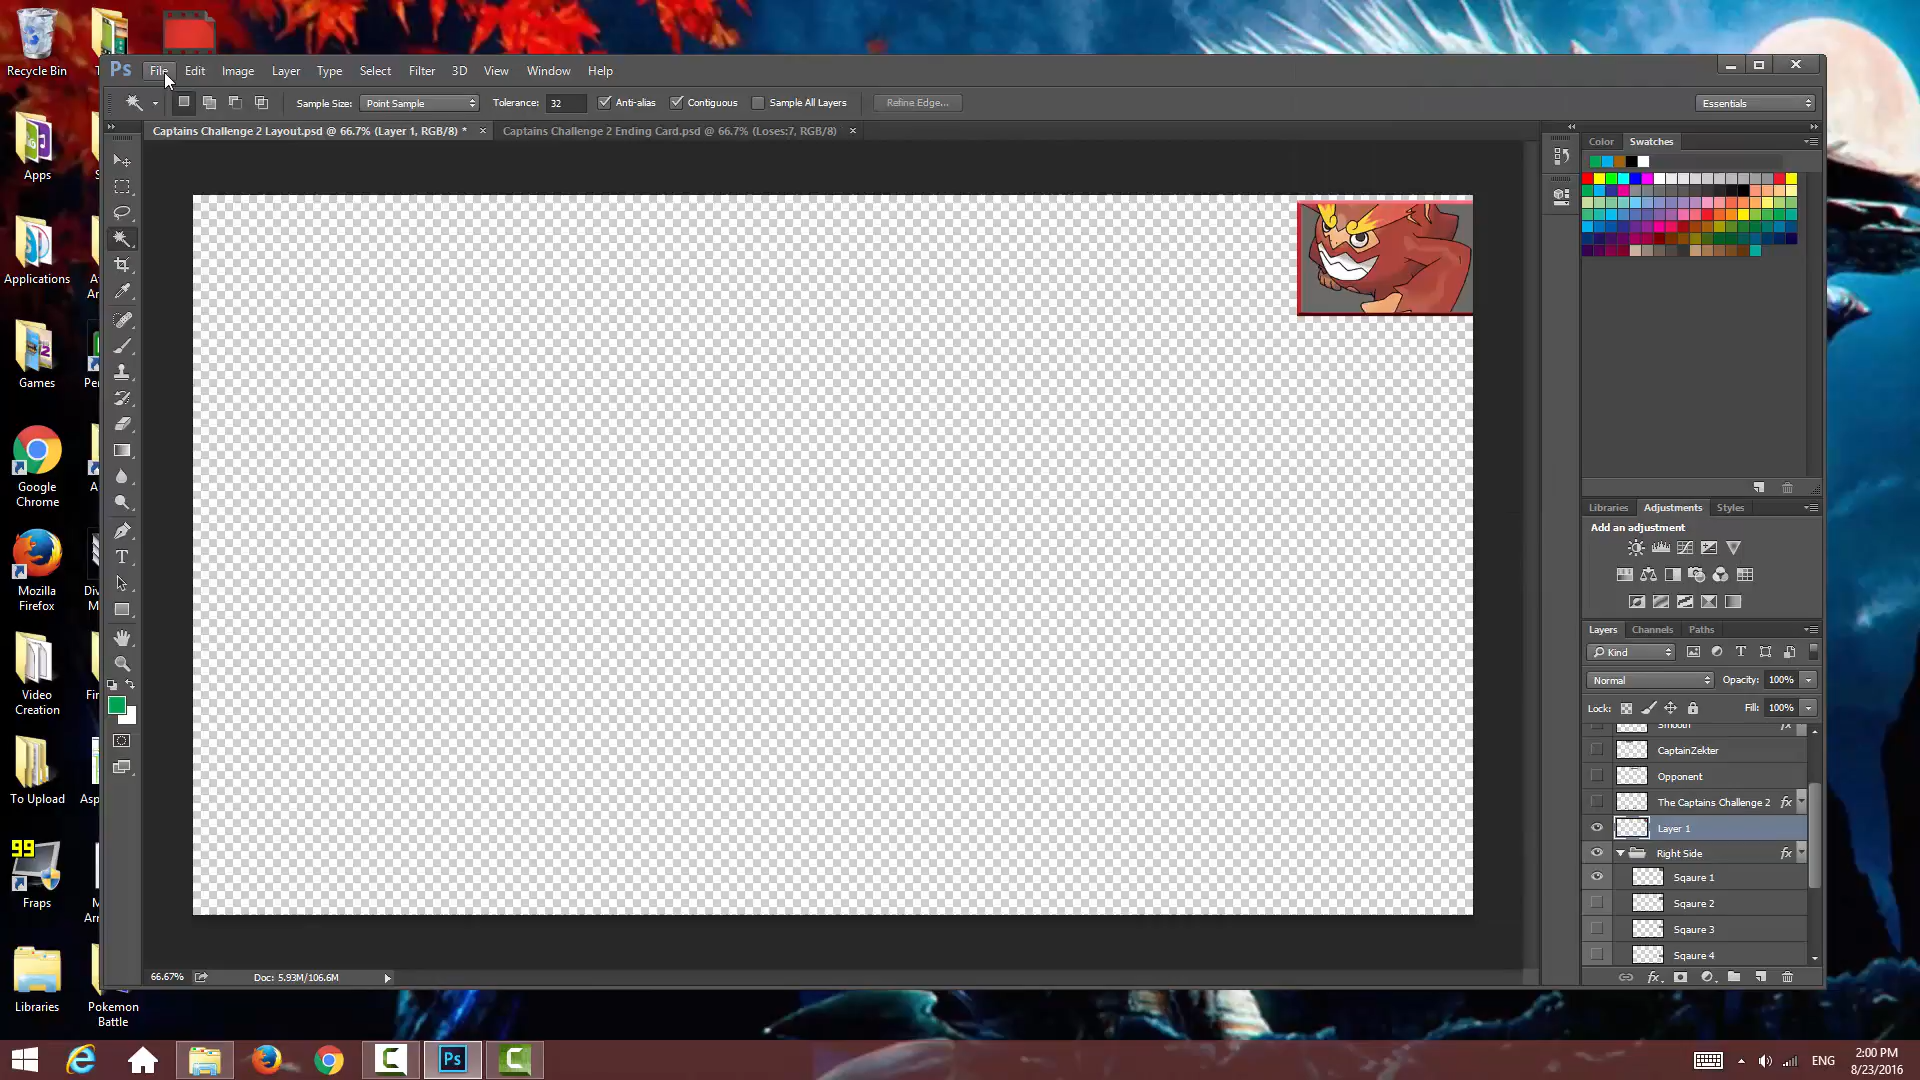 Recycle Bin
Ps File Edit Image Layer Type Select Filter 3D View Window Help
Sample Size: Point Sample Tolerance: 32 Anti-alias Contiguous Sample All Layers Refine Edge... Essentials
Captains Challenge 2 Layout.psd @ 66.7% (Layer 1, RGB/8) * Captains Challenge 2 Ending Card.psd @ 66.7% (Loses:7, RGB/8)
Color Swatches
Apps
Applications
Games
Google
Chrome
Mozilla
Firefox
Video
Creation
To Upload
99
Fraps
Libraries
Pokemon
Battle
Libraries Adjustments Styles
Add an adjustment
Layers Channels Paths
Kind
Normal Opacity: 100%
Lock: Fill: 100%
Smooth fx
CaptainZekter
Opponent
The Captains Challenge 2 fx
Layer 1
Right Side fx
Sqaure 1
Sqaure 2
Sqaure 3
Sqaure 4
fx
66.67% Doc: 5.93M/106.6M
Ps
ENG
2:00 PM
8/23/2016